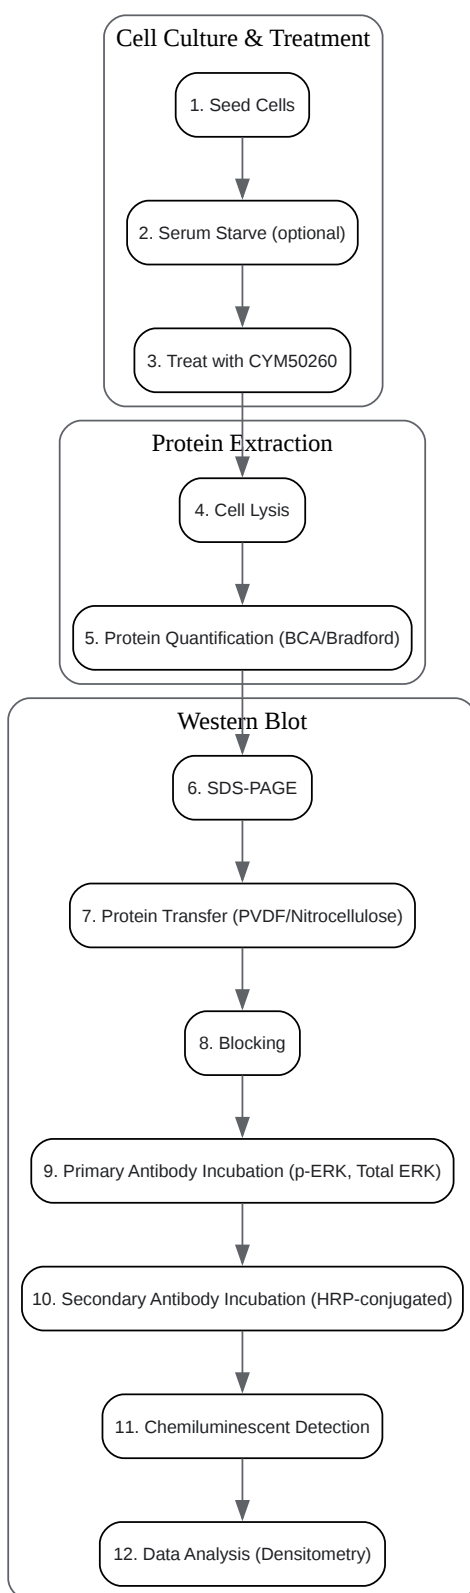 Cell Culture & Treatment
1. Seed Cells
2. Serum Starve (optional)
3. Treat with CYM50260
Protein Extraction
4. Cell Lysis
5. Protein Quantification (BCA/Bradford)
Western Blot
6. SDS-PAGE
7. Protein Transfer (PVDF/Nitrocellulose)
8. Blocking
9. Primary Antibody Incubation (p-ERK, Total ERK)
10. Secondary Antibody Incubation (HRP-conjugated)
11. Chemiluminescent Detection
12. Data Analysis (Densitometry)